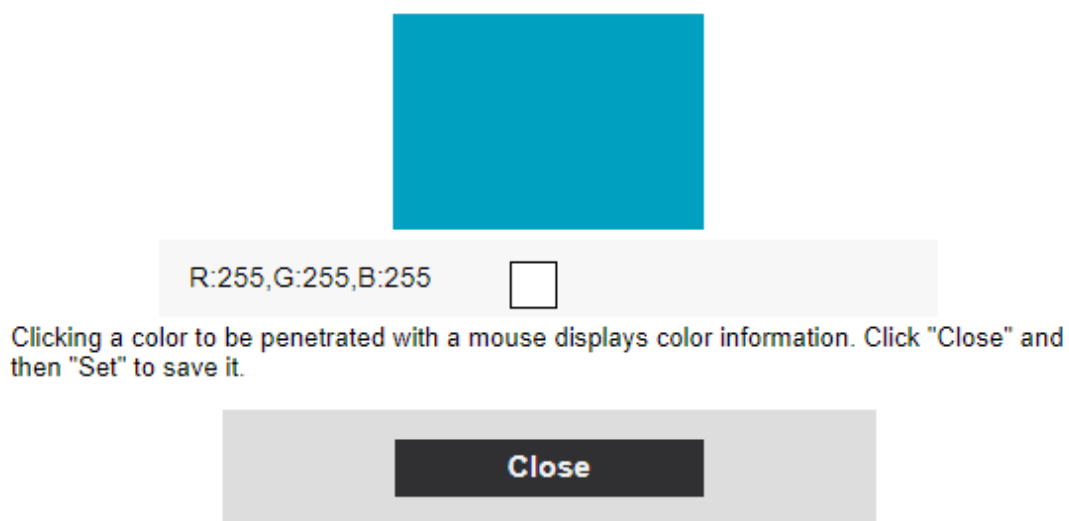 R:255,G:255,B:255
Clicking a color to be penetrated with a mouse displays color information. Click "Close" and
then "Set" to save it.
Close